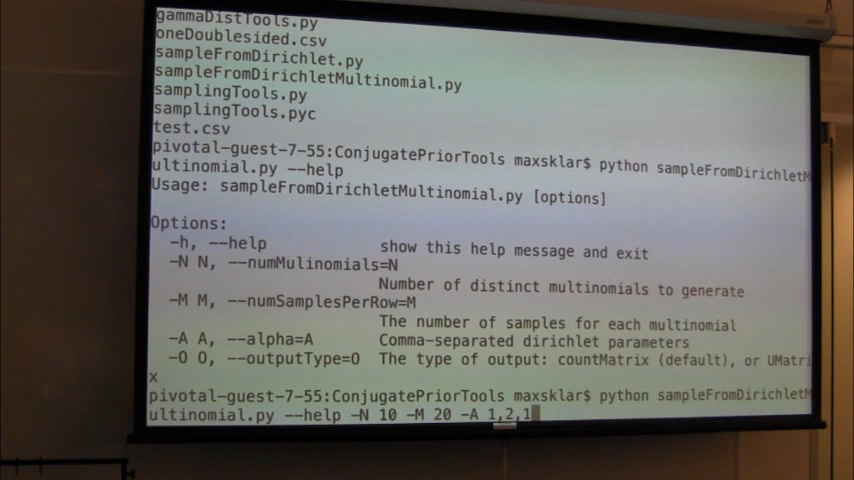 gammaDistTools.py
oneDoublesided.csv
sampleFromDirichlet.py
sampleFromDirichletMultinomial.py
samplingTools.py
samplingTools.pyc
test.csv
pivotal-guest-7-55:ConjugatePriorTools maxsklar$ python sampleFromDirichletM
ultinomial.py --help
Usage: sampleFromDirichletMultinomial.py [options]
Options:
-h, --help show this help message and exit
-N N, --numMulinomials=N
Number of distinct multinomials to generate
-M M, --numSamplesPerRow=M
The number of samples for each multinomial
-A A, --alpha=A Comma-separated dirichlet parameters
-O O, --outputType=O The type of output: countMatrix (default), or UMatri
x
pivotal-guest-7-55:ConjugatePriorTools maxsklar$ python sampleFromDirichletM
ultinomial.py --help -N 10 -M 20 -A 1,2,1